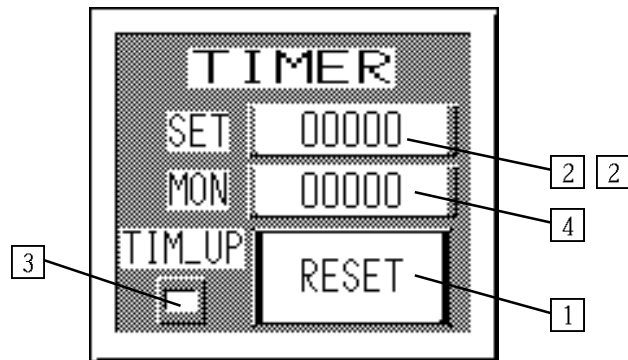 TIMER
SET 00000
2 2
MON 00000
4
TIM_UP
3
RESET
1